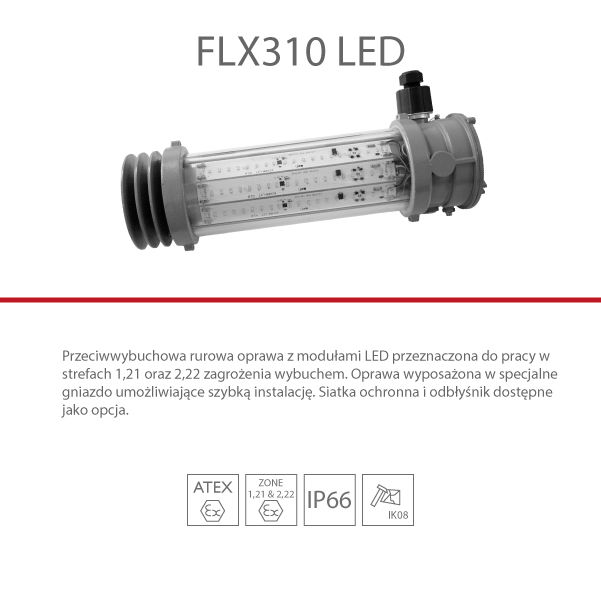 FLX310 LED
Przeciwwybuchowa rurowa oprawa z modułami LED przeznaczona do pracy w
strefach 1,21 oraz 2,22 zagrożenia wybuchem. Oprawa wyposażona w specjalne
gniazdo umożliwiające szybką instalację. Siatka ochronna i odbłyśnik dostępne
jako opcja.
ATEX
Ex
ZONE
1,21 & 2,22
Ex
IP66
IK08